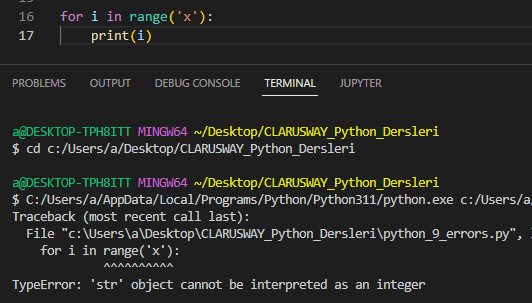 16 for i in range('x'):
17 print(i)
PROBLEMS OUTPUT DEBUG CONSOLE TERMINAL JUPYTER
a@DESKTOP-TPH8ITT MINGW64 ~/Desktop/CLARUSWAY_Python_Dersleri
$ cd c:/Users/a/Desktop/CLARUSWAY_Python_Dersleri
a@DESKTOP-TPH8ITT MINGW64 ~/Desktop/CLARUSWAY_Python_Dersleri
$ C:/Users/a/AppData/Local/Programs/Python/Python311/python.exe c:/Users/a/
Traceback (most recent call last):
File "c:\Users\a\Desktop\CLARUSWAY_Python_Dersleri\python_9_errors.py",
for i in range('x'):
^^^^^^^^^^
TypeError: 'str' object cannot be interpreted as an integer